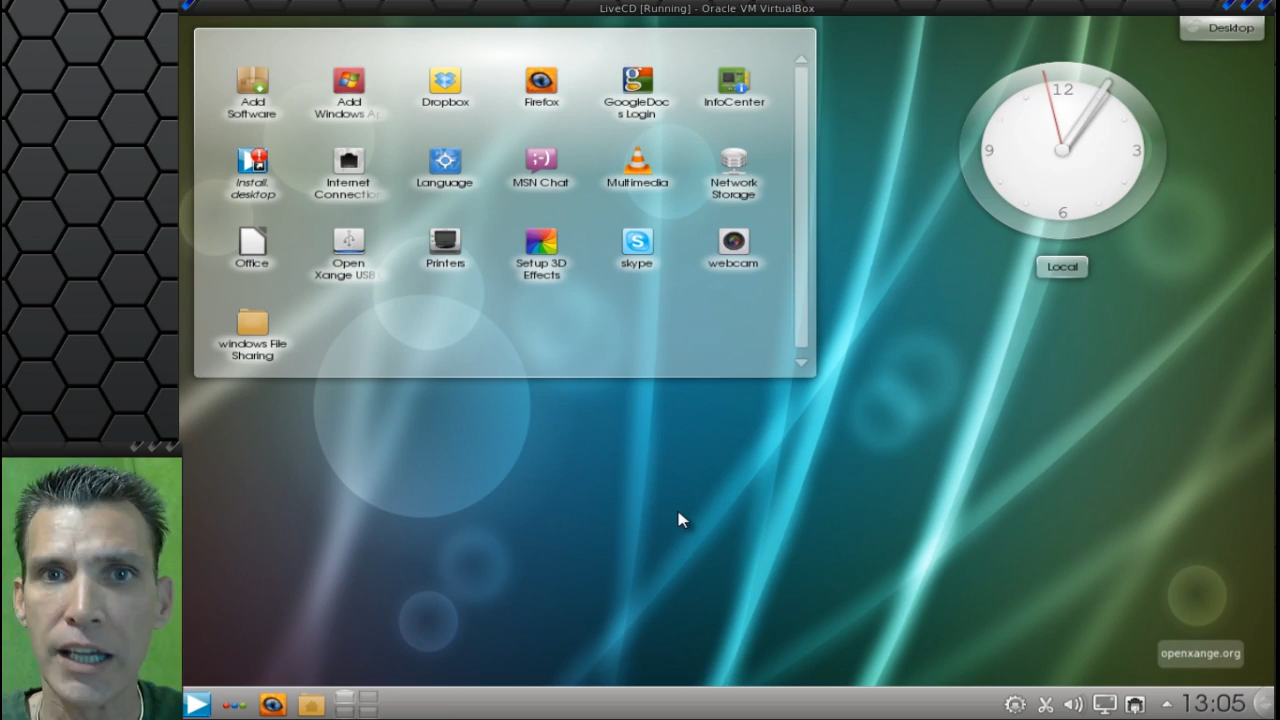 LiveCD [Running] - Oracle VM VirtualBox
Desktop
Add
Software
Add
Windows Ap
Dropbox
Firefox
GoogleDoc
s Login
InfoCenter
Install,
desktop
Internet
Connectio
Language
MSN Chat
Multimedia
Network
Storage
Office
Open
Xange USB
Printers
Setup 3D
Effects
skype
webcam
windows File
Sharing
12
3
6
9
Local
openxange.org
13:05